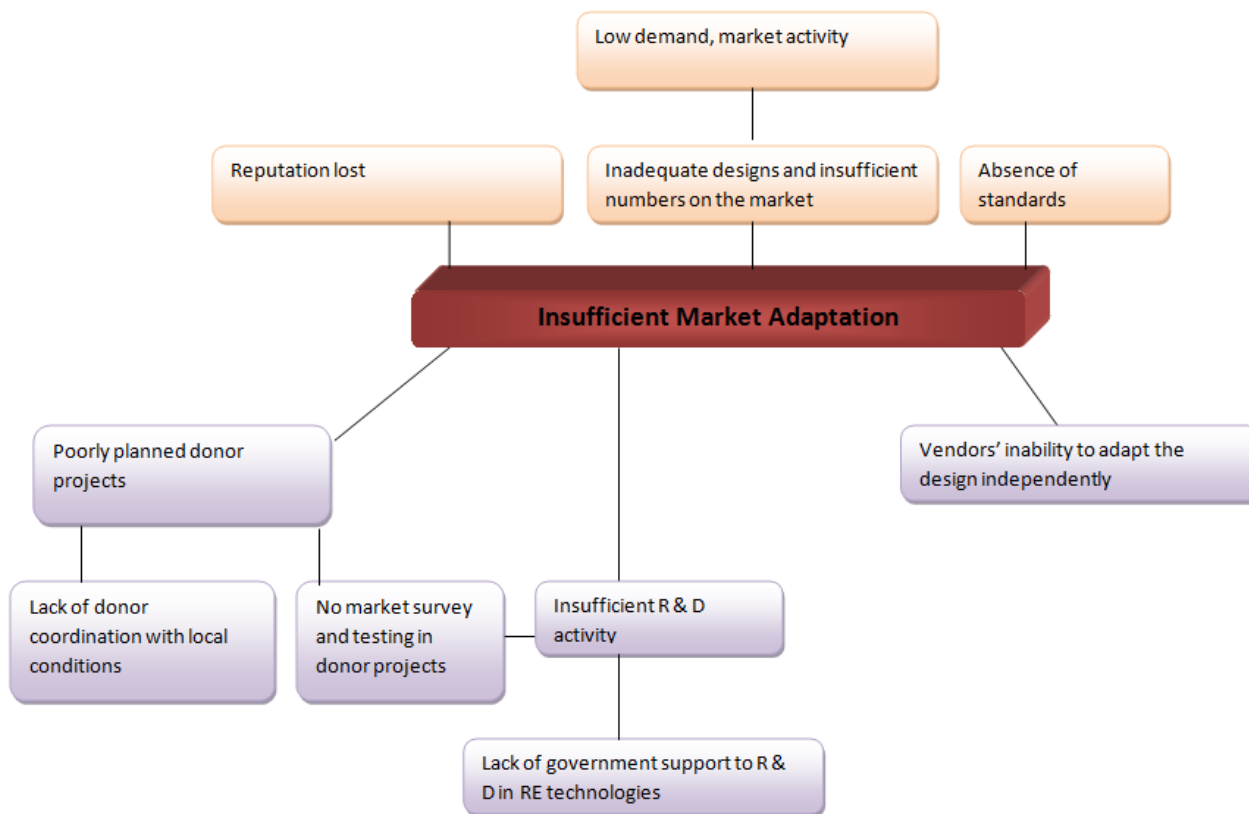 Low demand, market activity
Reputation lost
Inadequate designs and insufficient
numbers on the market
Absence of
standards
Insufficient Market Adaptation
Poorly planned donor
projects
Vendors’ inability to adapt the
design independently
Lack of donor
coordination with local
conditions
No market survey
and testing in
donor projects
Insufficient R & D
activity
Lack of government support to R &
D in RE technologies